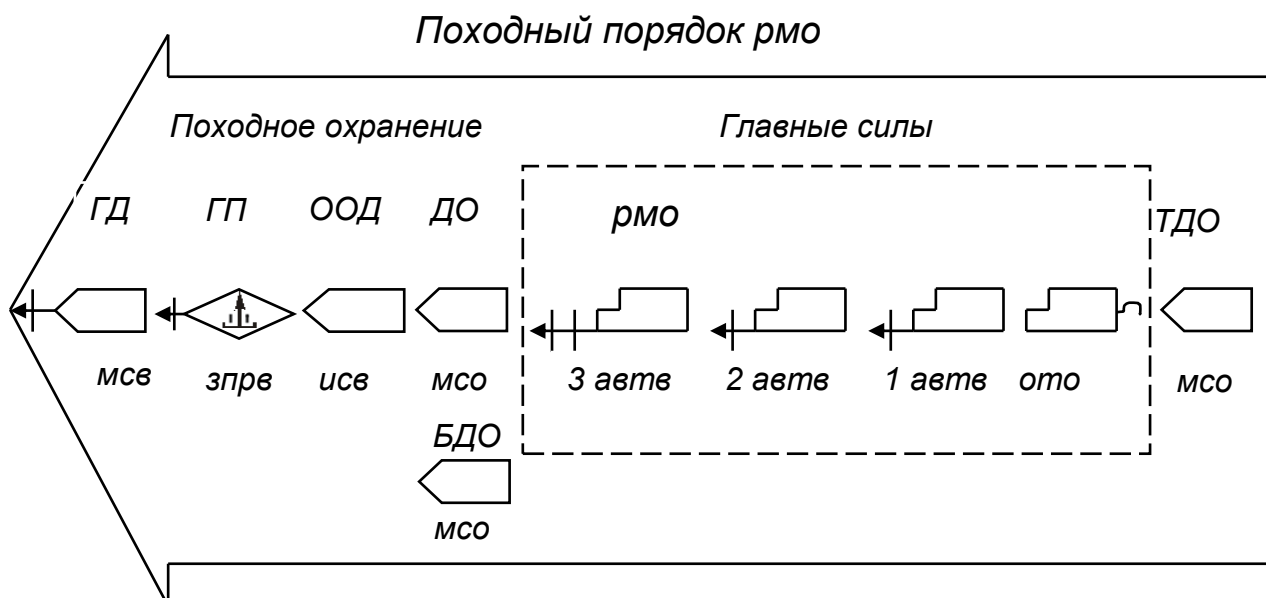 Походный порядок рмо
Походное охранение Главные силы
ГД ГП ООД ДО рмо ТДО
мсв зпрв исв мсо 3 автв 2 автв 1 автв ото мсо
БДО
мсо